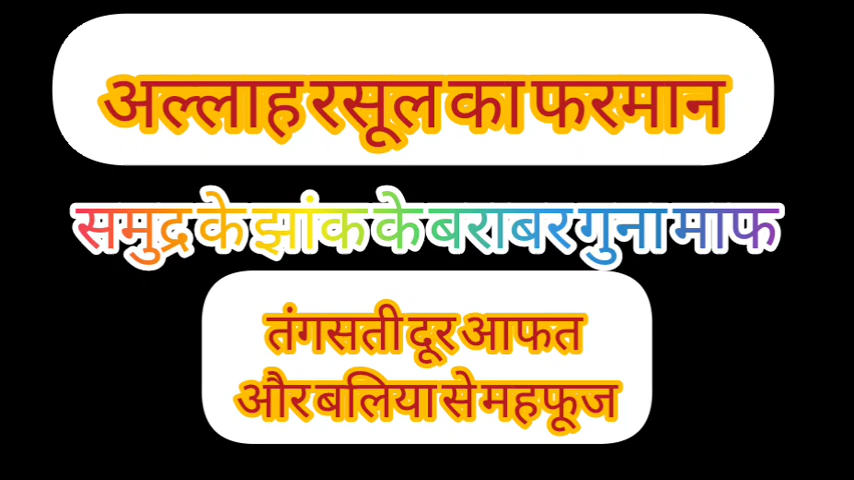 अल्लाह रसूल का फरमान
समुद्र के झांक के बराबर गुना माफ
तंगसती दूर आफत
और बलिया से महफूज